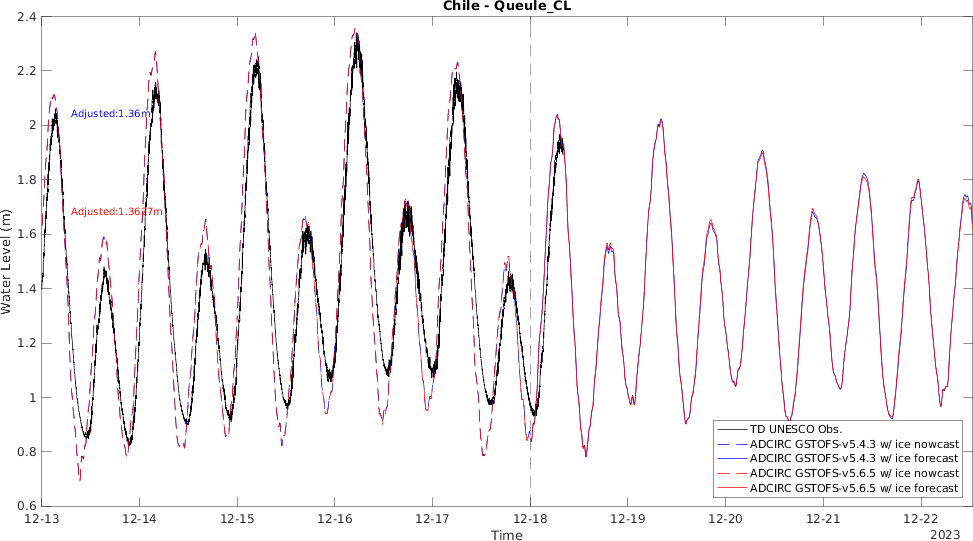 Chile - Queule_CL
Water Level (m)
2.4
2.2
2
1.8
1.6
1.4
1.2
1
0.8
0.6
Adjusted:1.36m
Adjusted:1.3627m
TD UNESCO Obs.
ADCIRC GSTOFS-v5.4.3 w/ ice nowcast
ADCIRC GSTOFS-v5.4.3 w/ ice forecast
ADCIRC GSTOFS-v5.6.5 w/ ice nowcast
ADCIRC GSTOFS-v5.6.5 w/ ice forecast
12-13 12-14 12-15 12-16 12-17 12-18 12-19 12-20 12-21 12-22
Time
2023